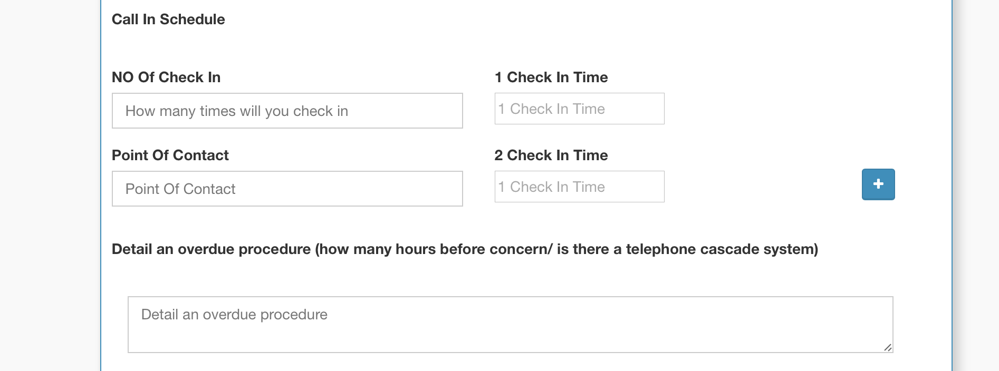 Call In Schedule
NO Of Check In
1 Check In Time
How many times will you check in
1 Check In Time
Point Of Contact
2 Check In Time
Point Of Contact
1 Check In Time
+
Detail an overdue procedure (how many hours before concern/ is there a telephone cascade system)
Detail an overdue procedure